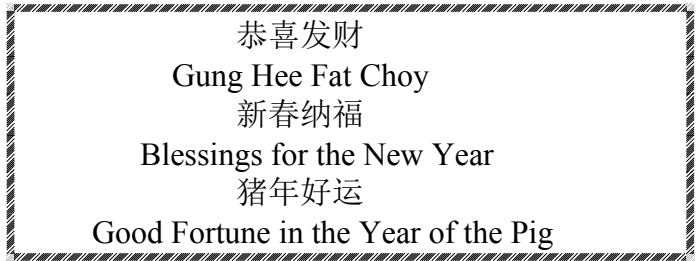 恭喜发财
Gung Hee Fat Choy
新春纳福
Blessings for the New Year
猪年好运
Good Fortune in the Year of the Pig